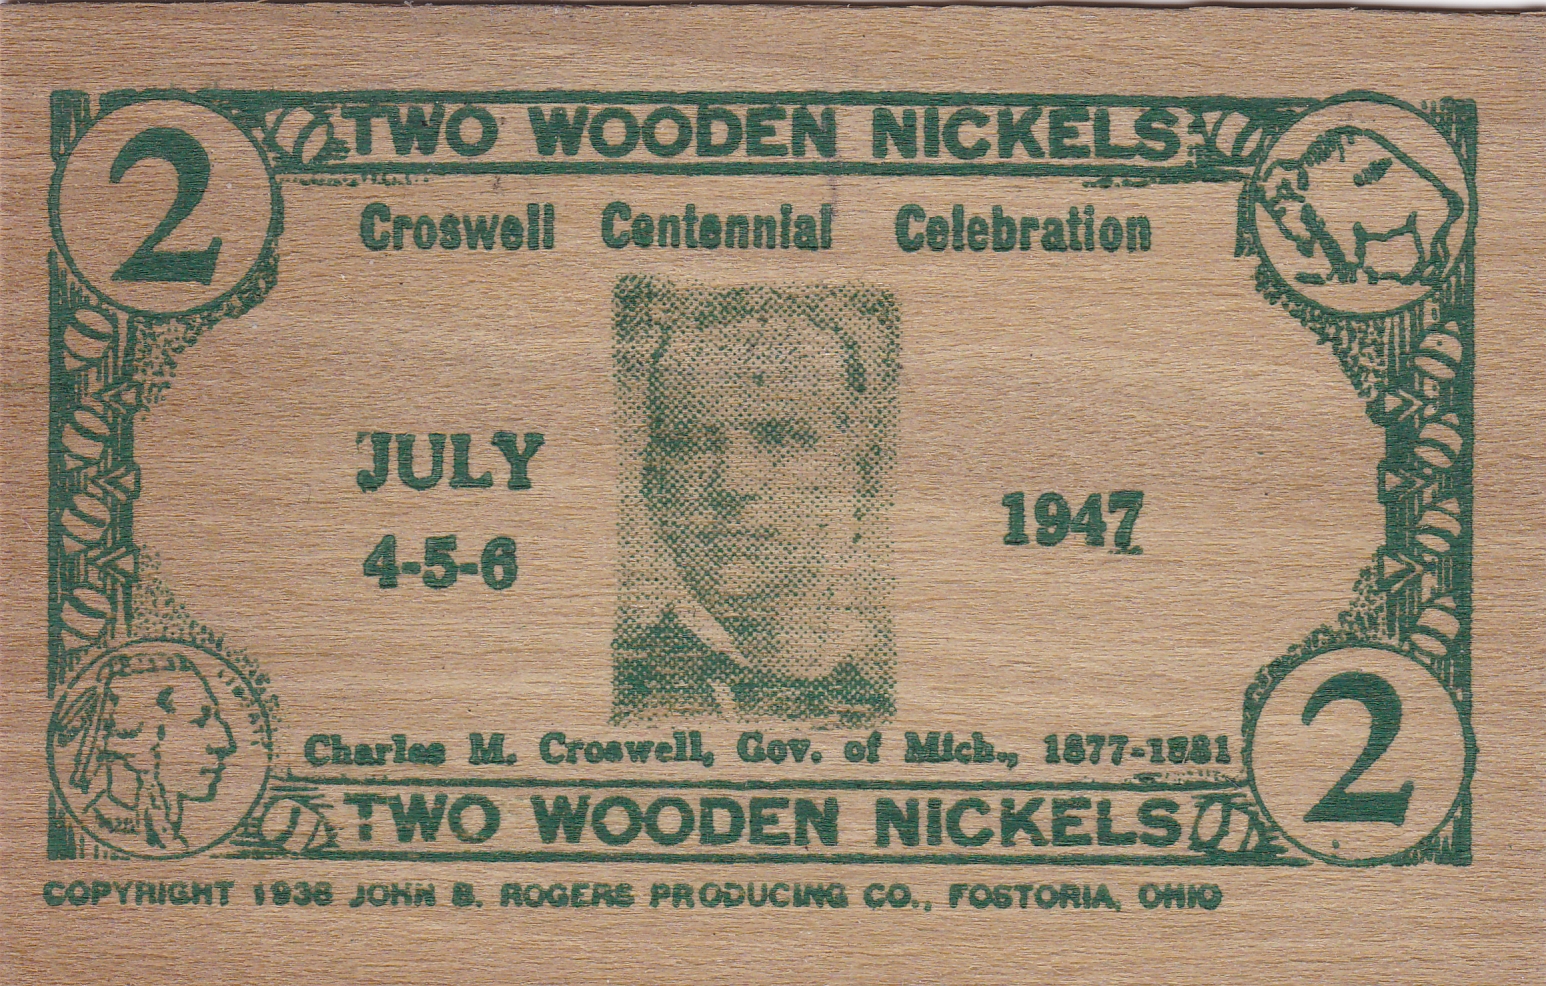 2 TWO WOODEN NICKELS
Croswell Centennial Celebration
JULY
4-5-6
1947
Charles M. Croswell, Gov. of Mich., 1877-1881
TWO WOODEN NICKELS 2
COPYRIGHT 1938 JOHN B. ROGERS PRODUCING CO., FOSTORIA, OHIO